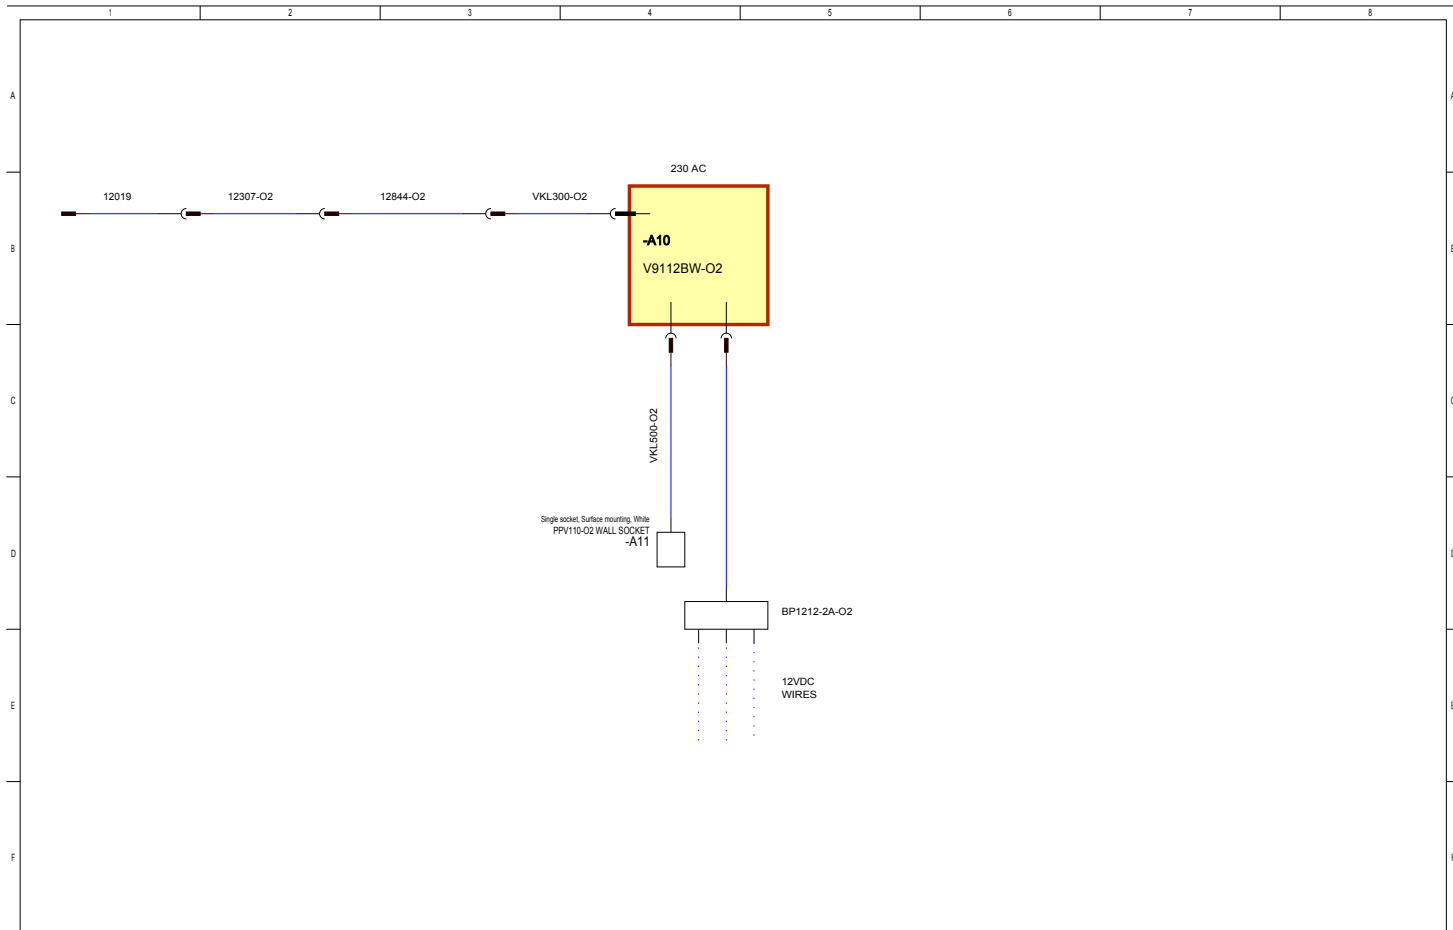 1 2 3 4 5 6 7 8
A A
230 AC
12019 12307-O2 12844-O2 VKL300-O2
-A10
B
V9112BW-O2
C
VKL500-O2
Single socket, Surface mounting, White
PPV110-O2 WALL SOCKET
-A11
D
BP1212-2A-O2
12VDC
WIRES
E
F